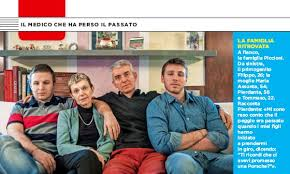 IL MEDICO CHE HA PERSO IL PASSATO
LA FAMIGLIA
RITROVATA
A fianco,
la famiglia Piccioni.
Da sinistra,
il primogenito
Filippo, 26; la
moglie Maria
Assunta, 54,
Pierdante, 56
e Tommaso, 22.
Racconta
Pierdante: «Mi sono
reso conto che il
peggio era passato
quando i miei figli
hanno
iniziato
a prendermi
in giro, dicendo:
"Ti ricordi che ci
avevi promesso
una Porsche?"».